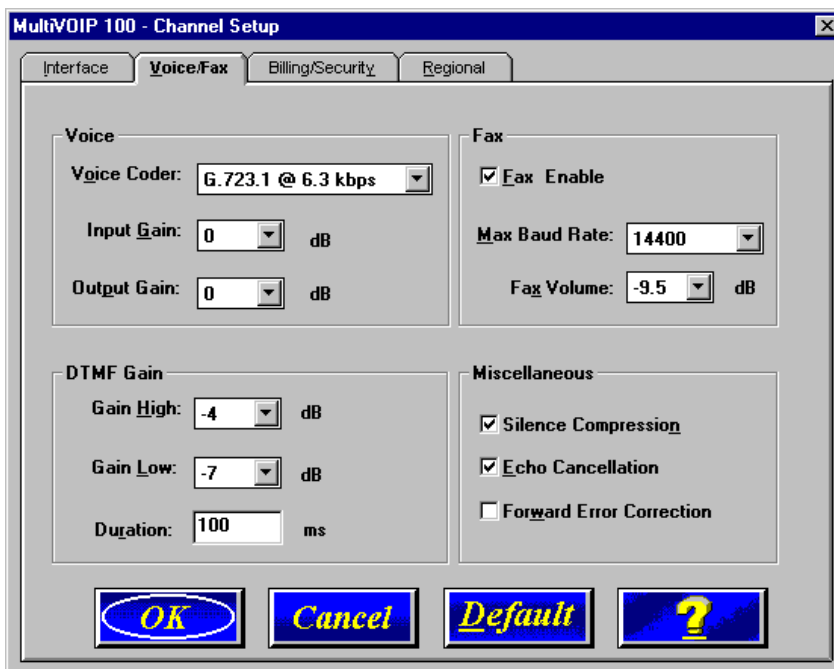 MultiVOIP 100 - Channel Setup
Interface
Voice/Fax
Billing/Security
Regional
Voice
Voice Coder: G.723.1 @ 6.3 kbps
Input Gain: 0 dB
Output Gain: 0 dB
Fax
Fax Enable
Max Baud Rate: 14400
Fax Volume: -9.5 dB
DTMF Gain
Gain High: -4 dB
Gain Low: -7 dB
Duration: 100 ms
Miscellaneous
Silence Compression
Echo Cancellation
Forward Error Correction
OK
Cancel
Default
?